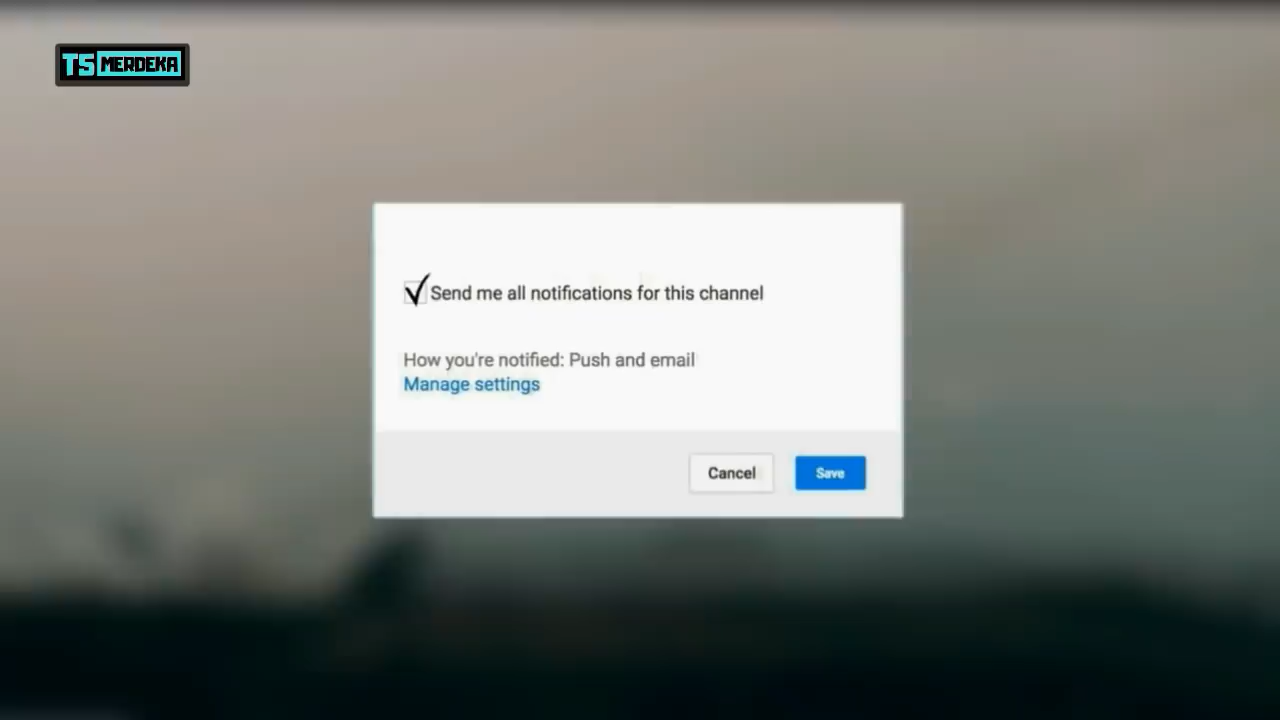 T5 MERDEKA
Send me all notifications for this channel
How you're notified: Push and email
Manage settings
Cancel Save